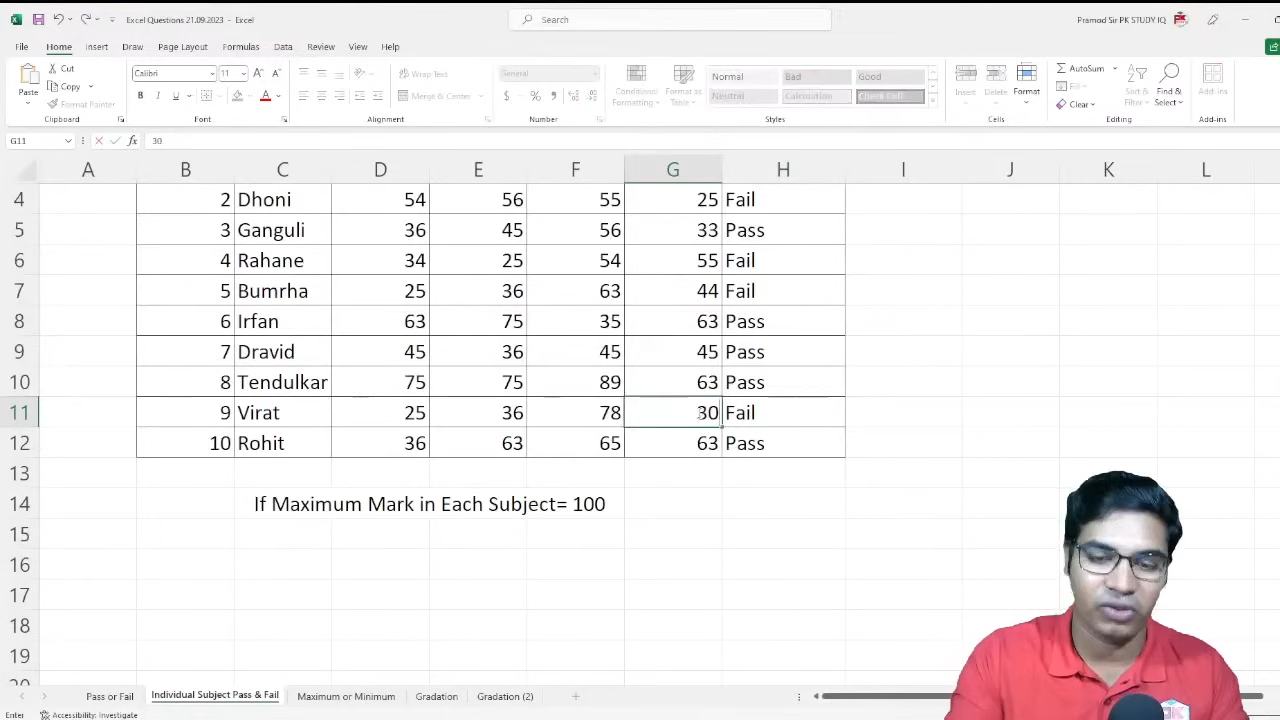 Excel Questions 21.09.2023 - Excel
Search
Pramod Sir PK STUDY IQ
File Home Insert Draw Page Layout Formulas Data Review View Help
Paste
Cut
Copy
Format Painter
Clipboard
Calibri 11
B I U
Font
Wrap Text
Merge & Center
Alignment
General
$ % ,
Number
Conditional Formatting
Format as Table
Normal Bad Good
Neutral Calculation Check Cell
Styles
Insert Delete Format
Cells
AutoSum
Fill
Clear
Sort & Filter
Find & Select
Editing
Add-ins
Add-ins
G11 fx 30
A B C D E F G H I J K L
4 2 Dhoni 54 56 55 25 Fail
5 3 Ganguli 36 45 56 33 Pass
6 4 Rahane 34 25 54 55 Fail
7 5 Bumrha 25 36 63 44 Fail
8 6 Irfan 63 75 35 63 Pass
9 7 Dravid 45 36 45 45 Pass
10 8 Tendulkar 75 75 89 63 Pass
11 9 Virat 25 36 78 30 Fail
12 10 Rohit 36 63 65 63 Pass
13
14 If Maximum Mark in Each Subject= 100
15
16
17
18
19
Pass or Fail Individual Subject Pass & Fail Maximum or Minimum Gradation Gradation (2)
Enter Accessibility: Investigate